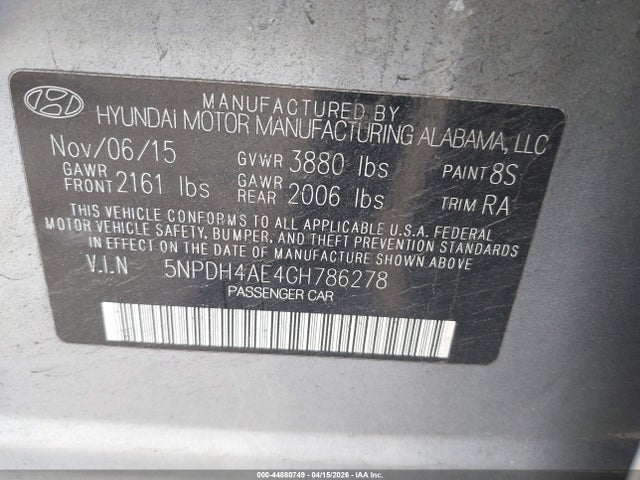 MANUFACTURED BY
HYUNDAI MOTOR MANUFACTURING ALABAMA, LLC
Nov/06/15 GVWR 3880 lbs PAINT 8S
GAWR FRONT 2161 lbs GAWR REAR 2006 lbs TRIM RA
THIS VEHICLE CONFORMS TO ALL APPLICABLE U.S.A. FEDERAL
MOTOR VEHICLE SAFETY, BUMPER, AND THEFT PREVENTION STANDARDS
IN EFFECT ON THE DATE OF MANUFACTURE SHOWN ABOVE.
V.I.N 5NPDH4AE4GH786278
PASSENGER CAR
000-44880749 - 04/15/2026 - IAA Inc.